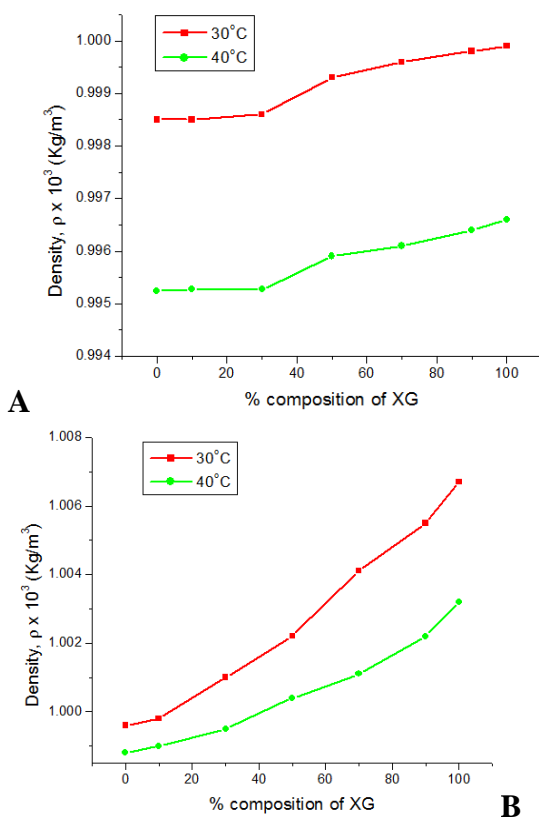 30°C
40°C
1.000
0.999
0.998
0.997
0.996
0.995
0.994
Density, ρ x 10³ (Kg/m³)
0 20 40 60 80 100
% composition of XG
A
1.008
1.006
1.004
1.002
1.000
30°C
40°C
Density, ρ x 10³ (Kg/m³)
0 20 40 60 80 100
% composition of XG
B